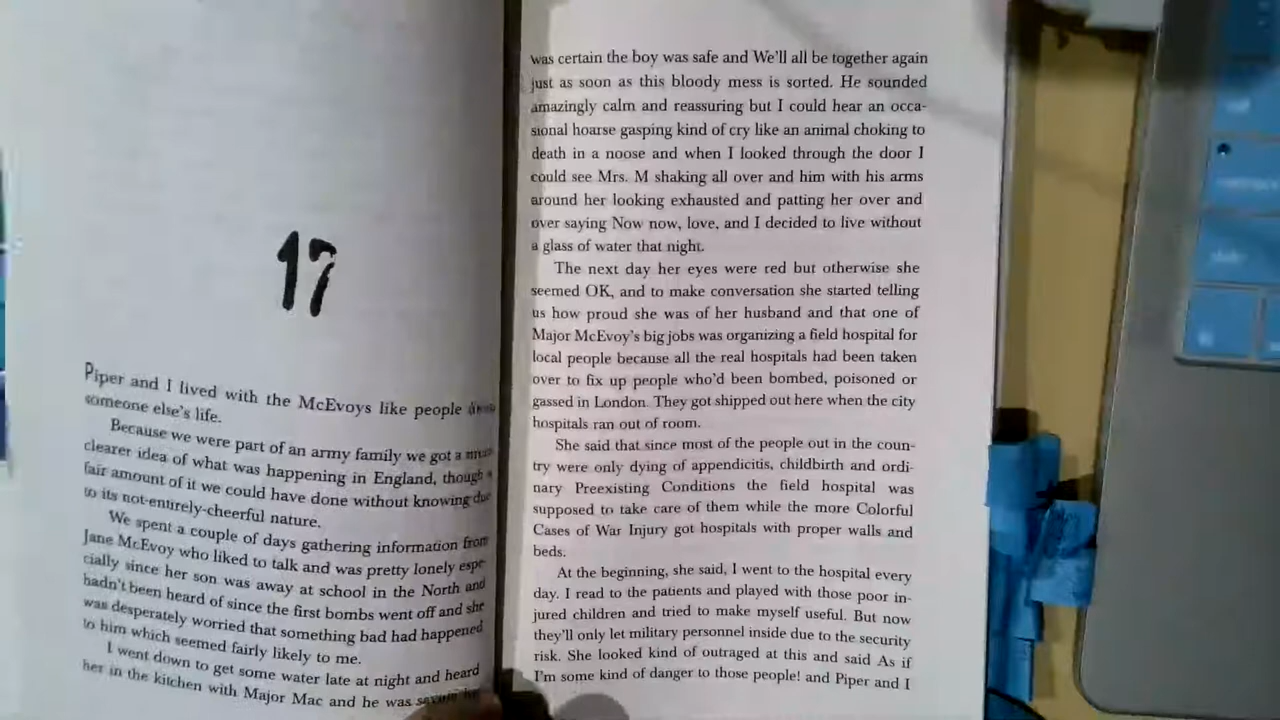 17
Piper and I lived with the McEvoys like people
someone else's life.
Because we were part of an army family we got a
clearer idea of what was happening in England, though a
fair amount of it we could have done without knowing due
to its not-entirely-cheerful nature.
We spent a couple of days gathering information from
Jane McEvoy who liked to talk and was pretty lonely espe-
cially since her son was away at school in the North and
hadn't been heard of since the first bombs went off and she
was desperately worried that something bad had happened
to him which seemed fairly likely to me.
I went down to get some water late at night and heard
her in the kitchen with Major Mac and he was
was certain the boy was safe and We'll all be together again
just as soon as this bloody mess is sorted. He sounded
amazingly calm and reassuring but I could hear an occa-
sional hoarse gasping kind of cry like an animal choking to
death in a noose and when I looked through the door I
could see Mrs. M shaking all over and him with his arms
around her looking exhausted and patting her over and
over saying Now now, love, and I decided to live without
a glass of water that night.
The next day her eyes were red but otherwise she
seemed OK, and to make conversation she started telling
us how proud she was of her husband and that one of
Major McEvoy's big jobs was organizing a field hospital for
local people because all the real hospitals had been taken
over to fix up people who'd been bombed, poisoned or
gassed in London. They got shipped out here when the city
hospitals ran out of room.
She said that since most of the people out in the coun-
try were only dying of appendicitis, childbirth and ordi-
nary Preexisting Conditions the field hospital was
supposed to take care of them while the more Colorful
Cases of War Injury got hospitals with proper walls and
beds.
At the beginning, she said, I went to the hospital every
day. I read to the patients and played with those poor in-
jured children and tried to make myself useful. But now
they'll only let military personnel inside due to the security
risk. She looked kind of outraged at this and said As if
I'm some kind of danger to those people! and Piper and I